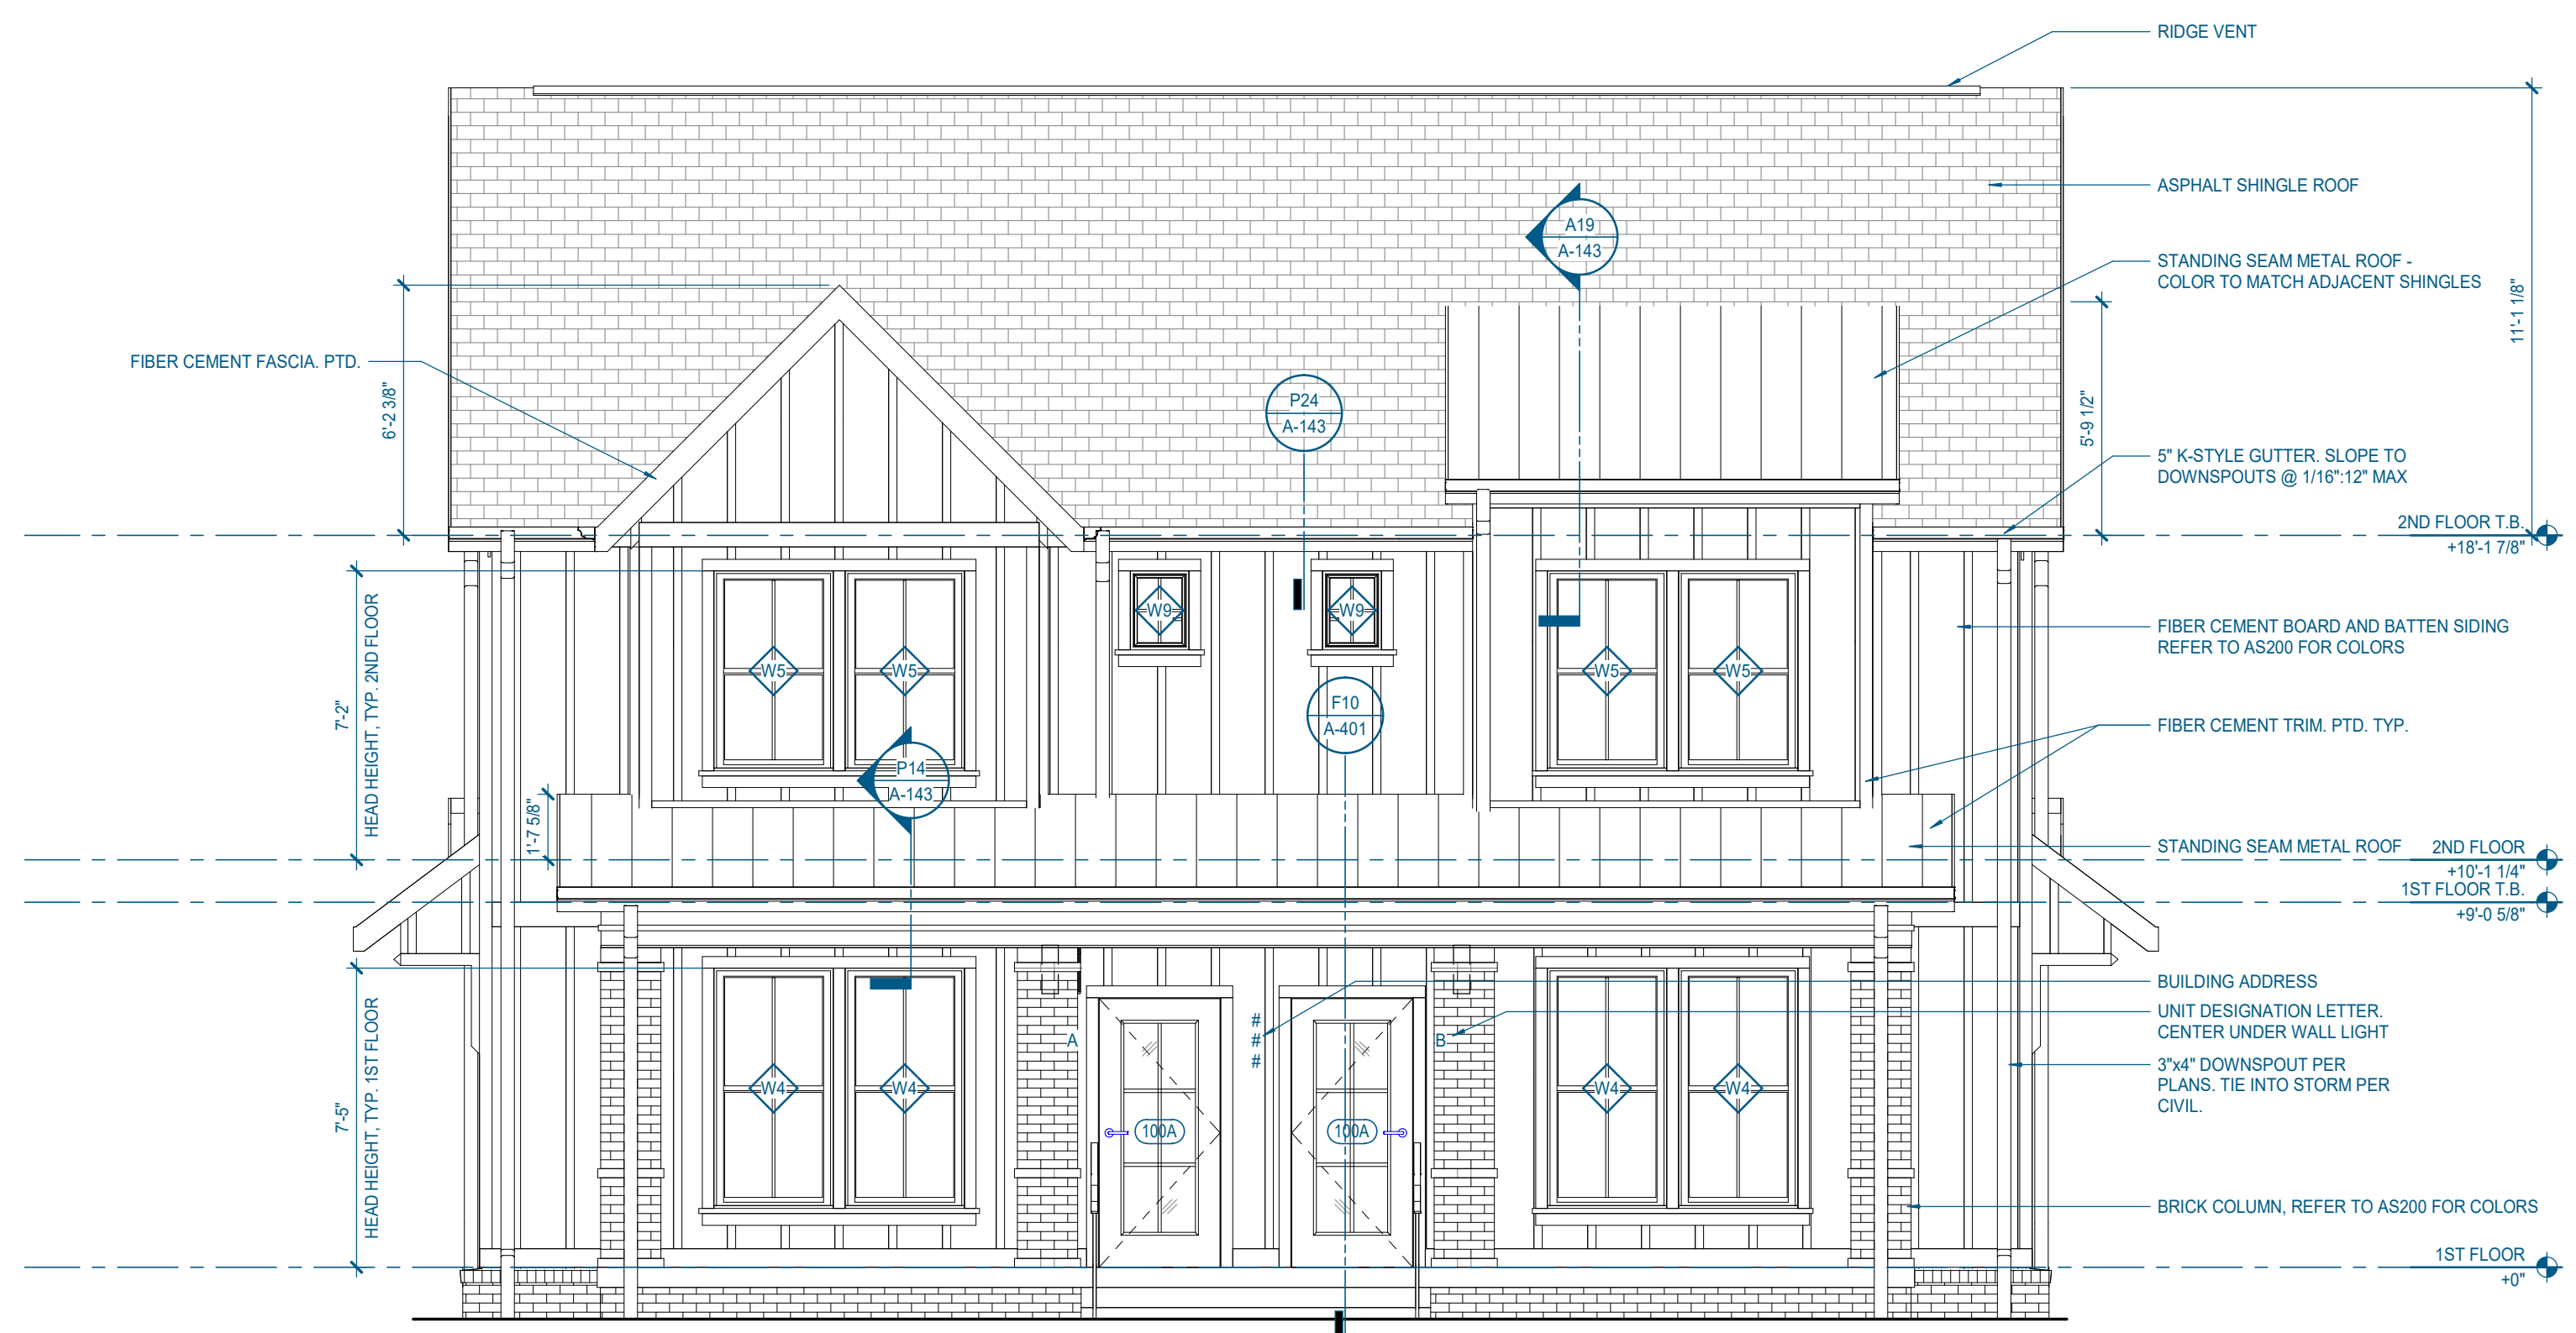 RIDGE VENT
ASPHALT SHINGLE ROOF
A19
A-143
STANDING SEAM METAL ROOF -
COLOR TO MATCH ADJACENT SHINGLES
11'-1 1/8"
FIBER CEMENT FASCIA. PTD.
6'-2 3/8"
P24
A-143
5'-9 1/2"
5" K-STYLE GUTTER. SLOPE TO
DOWNSPOUTS @ 1/16":12" MAX
2ND FLOOR T.B.
+18'-1 7/8"
W9
W9
FIBER CEMENT BOARD AND BATTEN SIDING
REFER TO AS200 FOR COLORS
W5
W5
W5
W5
7'-2"
HEAD HEIGHT, TYP. 2ND FLOOR
F10
A-401
FIBER CEMENT TRIM. PTD. TYP.
P14
A-143
1'-7 5/8"
STANDING SEAM METAL ROOF
2ND FLOOR
+10'-1 1/4"
1ST FLOOR T.B.
+9'-0 5/8"
BUILDING ADDRESS
UNIT DESIGNATION LETTER.
CENTER UNDER WALL LIGHT
A
#
#
#
B
3"x4" DOWNSPOUT PER
PLANS. TIE INTO STORM PER
CIVIL.
W4
W4
W4
W4
7'-5"
HEAD HEIGHT, TYP. 1ST FLOOR
100A
100A
BRICK COLUMN, REFER TO AS200 FOR COLORS
1ST FLOOR
+0"